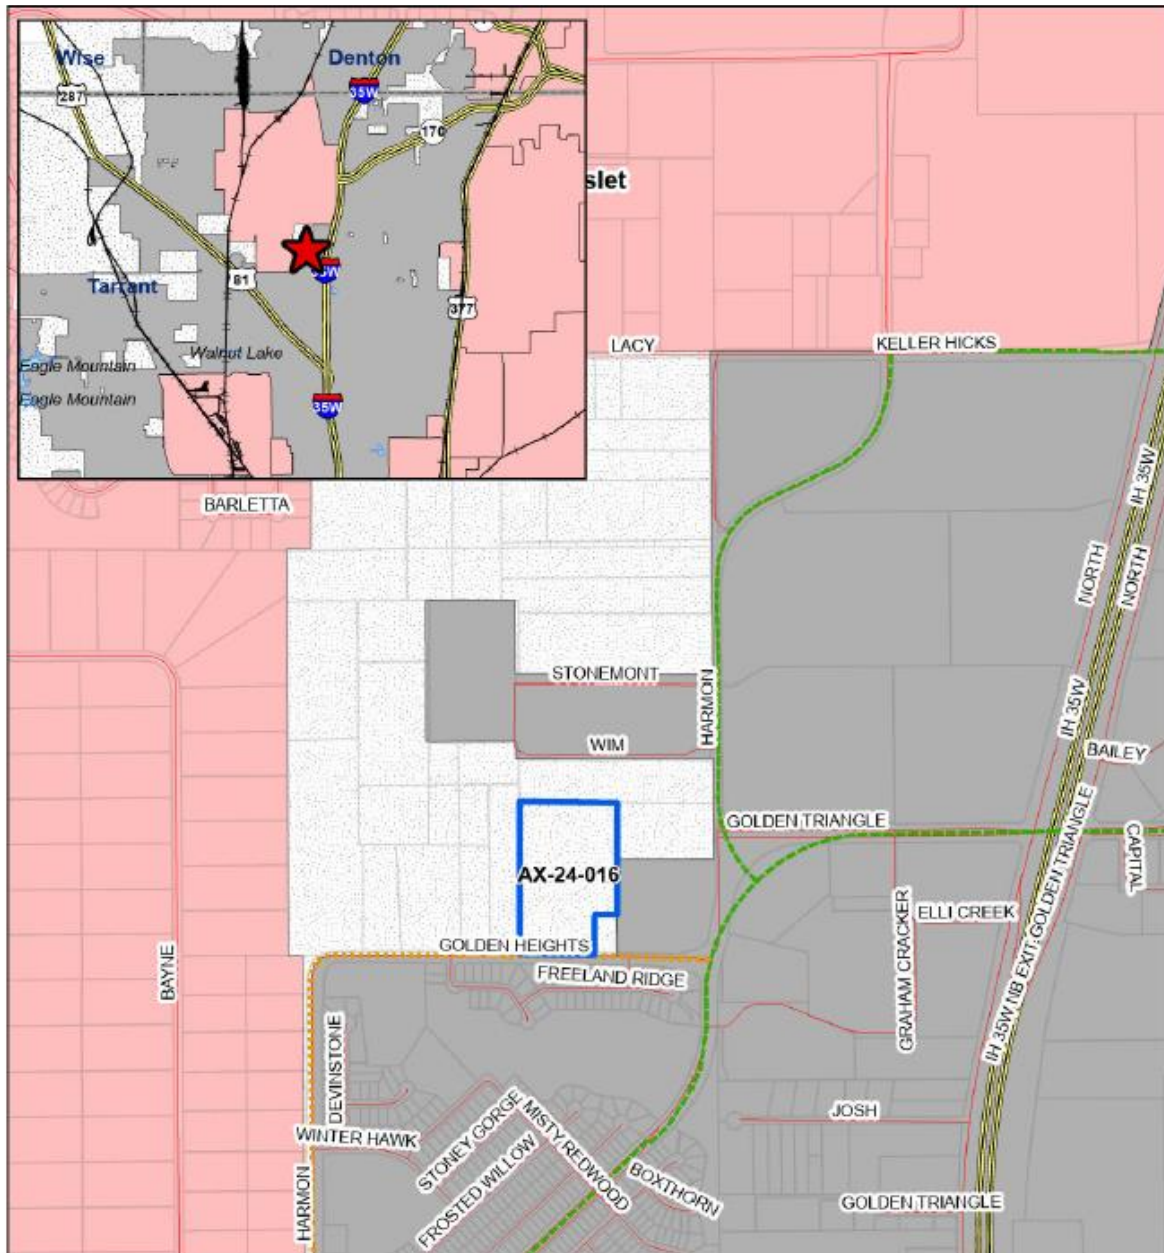 Wise
Denton
287
35W
170
slet
35W
81
Tarrant
377
Walnut Lake
Eagle Mountain
Eagle Mountain
35W
LACY
KELLER HICKS
BARLETTA
IH 35W
NORTH
NORTH
STONEMONT
HARMON
IH 35W
IH 35W
WIM
BAILEY
GOLDEN TRIANGLE
CAPITAL
AX-24-016
ELLI CREEK
GRAHAM CRACKER
IH 35W NB EXIT: GOLDEN TRIANGLE
GOLDEN HEIGHTS
FREELAND RIDGE
BAYNE
DEVINSTONE
STONEY GORGE
MISTY REDWOOD
JOSH
WINTER HAWK
FROSTED WILLOW
BOXTHORN
HARMON
GOLDEN TRIANGLE